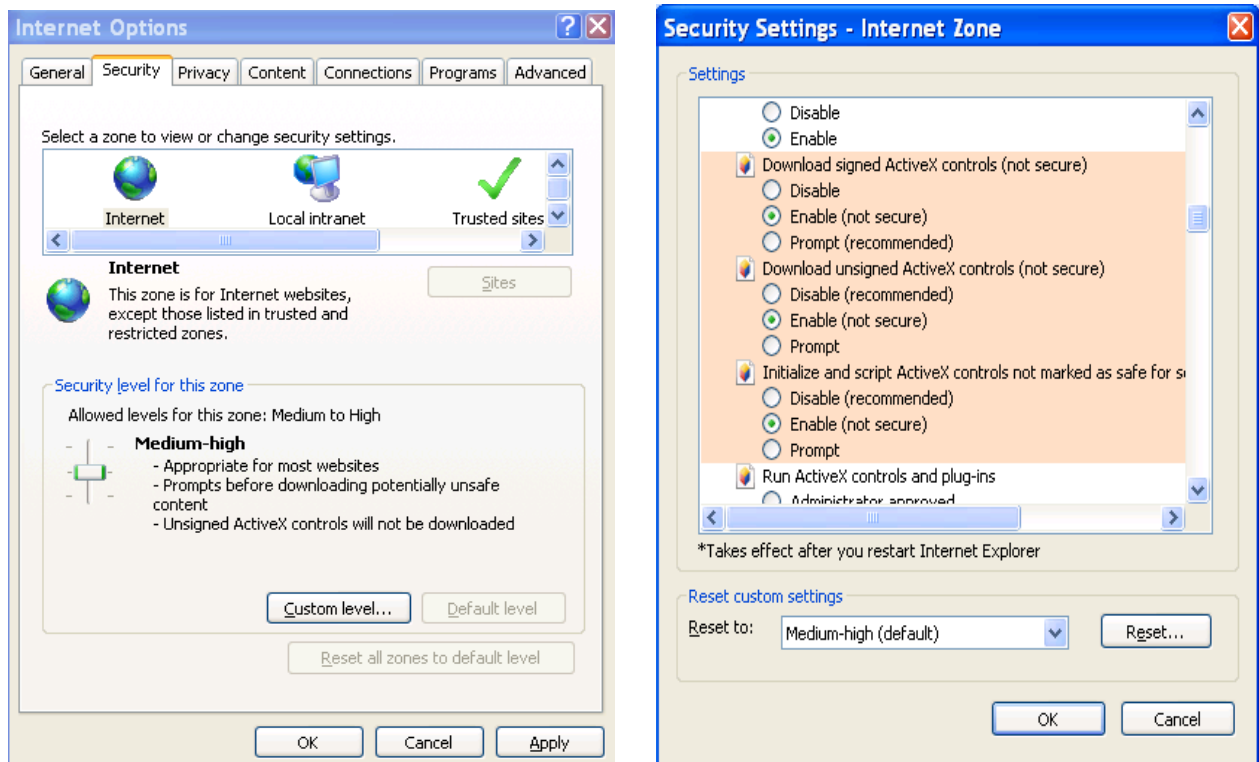 Internet Options
General Security Privacy Content Connections Programs Advanced
Select a zone to view or change security settings.
Internet Local intranet Trusted sites
Internet
Sites
This zone is for Internet websites,
except those listed in trusted and
restricted zones.
Security level for this zone
Allowed levels for this zone: Medium to High
Medium-high
- Appropriate for most websites
- Prompts before downloading potentially unsafe
content
- Unsigned ActiveX controls will not be downloaded
Custom level... Default level
Reset all zones to default level
OK Cancel Apply
Security Settings - Internet Zone
Settings
Disable
Enable
Download signed ActiveX controls (not secure)
Disable
Enable (not secure)
Prompt (recommended)
Download unsigned ActiveX controls (not secure)
Disable (recommended)
Enable (not secure)
Prompt
Initialize and script ActiveX controls not marked as safe for s
Disable (recommended)
Enable (not secure)
Prompt
Run ActiveX controls and plug-ins
Administrator approved
*Takes effect after you restart Internet Explorer
Reset custom settings
Reset to: Medium-high (default) Reset...
OK Cancel